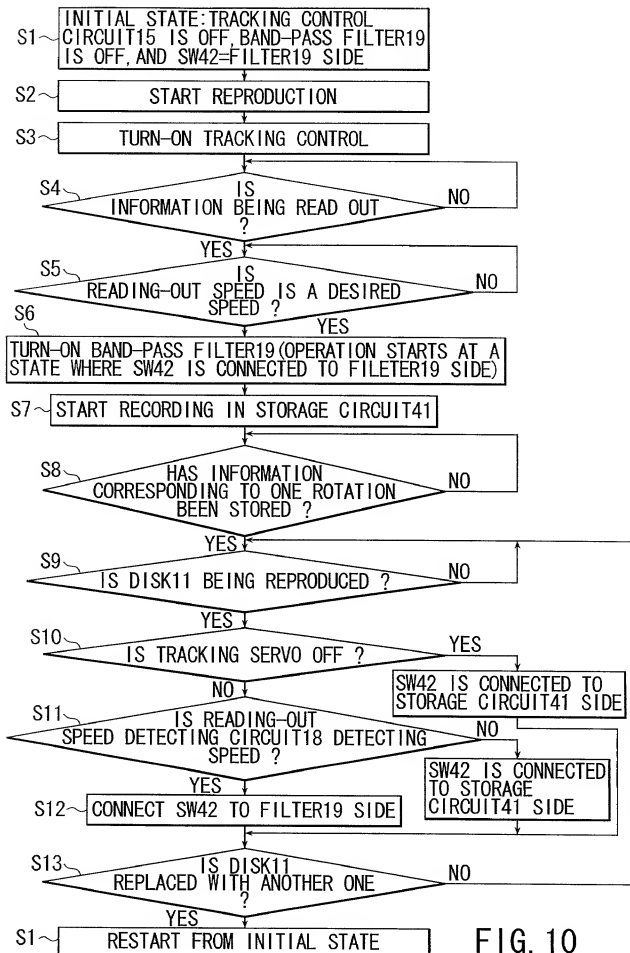 S1
INITIAL STATE:TRACKING CONTROL
CIRCUIT15 IS OFF,BAND-PASS FILTER19
IS OFF,AND SW42=FILTER19 SIDE
S2
START REPRODUCTION
S3
TURN-ON TRACKING CONTROL
S4
IS
INFORMATION BEING READ OUT
?
NO
YES
S5
IS
READING-OUT SPEED IS A DESIRED
SPEED ?
NO
YES
S6
TURN-ON BAND-PASS FILTER19(OPERATION STARTS AT A
STATE WHERE SW42 IS CONNECTED TO FILETER19 SIDE)
S7
START RECORDING IN STORAGE CIRCUIT41
S8
HAS INFORMATION
CORRESPONDING TO ONE ROTATION
BEEN STORED ?
NO
YES
S9
IS DISK11 BEING REPRODUCED ?
NO
YES
S10
IS TRACKING SERVO OFF ?
YES
SW42 IS CONNECTED TO
STORAGE CIRCUIT41 SIDE
NO
S11
IS READING-OUT
SPEED DETECTING CIRCUIT18 DETECTING
SPEED ?
NO
SW42 IS CONNECTED
TO STORAGE
CIRCUIT41 SIDE
YES
S12
CONNECT SW42 TO FILTER19 SIDE
S13
IS DISK11
REPLACED WITH ANOTHER ONE
?
NO
YES
S1
RESTART FROM INITIAL STATE
FIG. 10